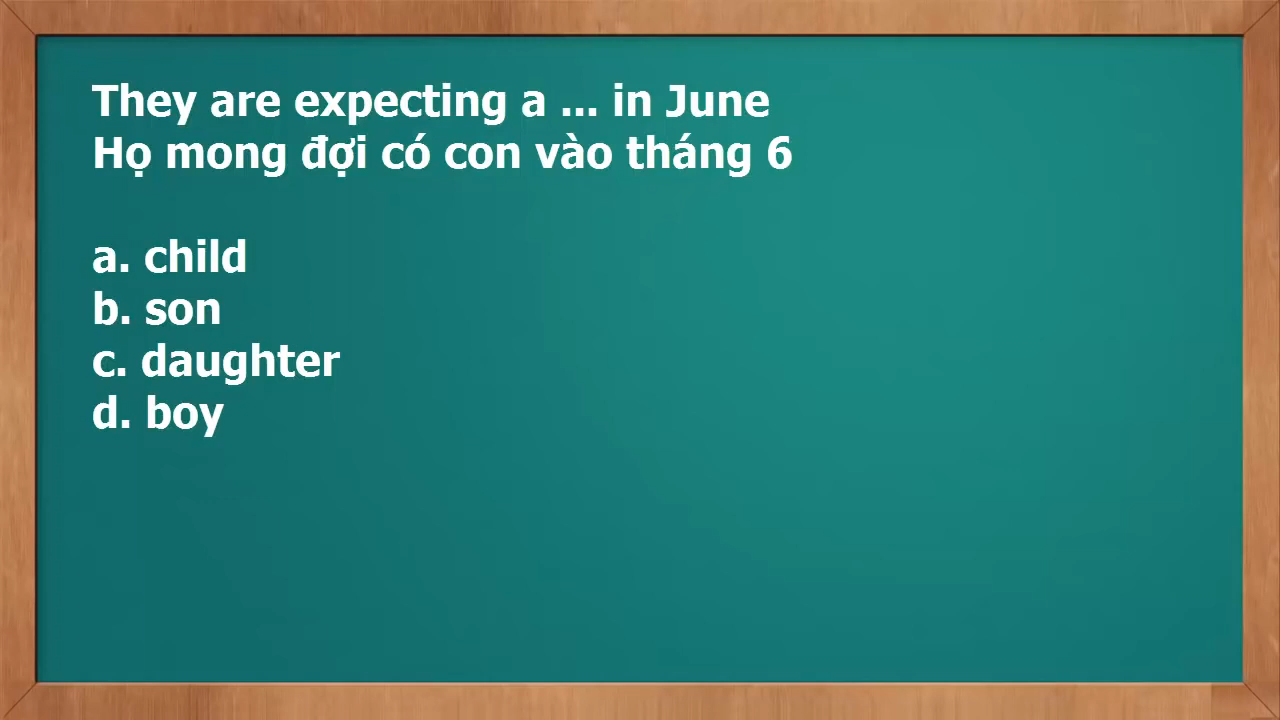 They are expecting a ... in June
Họ mong đợi có con vào tháng 6
a. child
b. son
c. daughter
d. boy